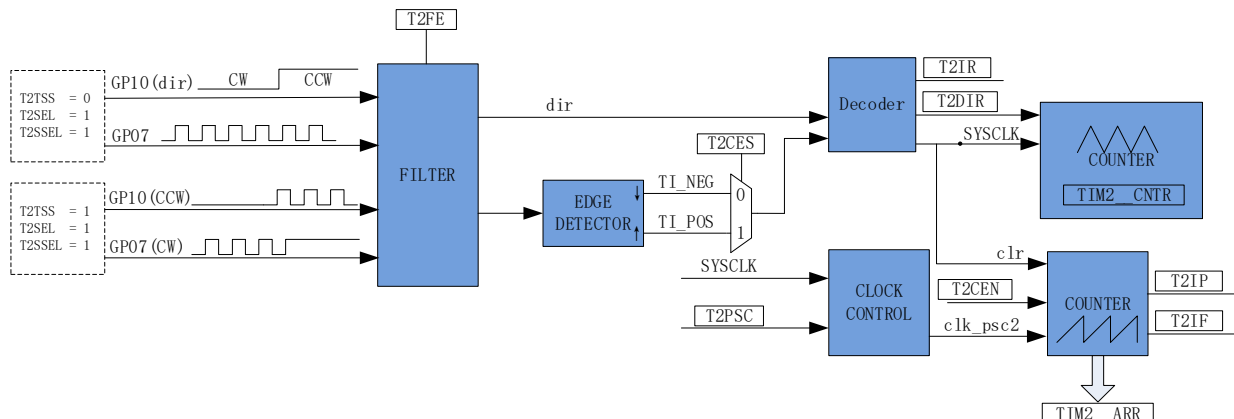 T2FE
GP10(dir) CW CCW
T2TSS = 0
T2SEL = 1
T2SSEL = 1
GP07
dir
Decoder
T2IR
T2DIR
SYSCLK
COUNTER
TIM2__CNTR
T2CES
FILTER
EDGE
DETECTOR
TI_NEG
TI_POS
0
1
GP10(CCW)
T2TSS = 1
T2SEL = 1
T2SSEL = 1
GP07(CW)
SYSCLK
T2PSC
CLOCK
CONTROL
clr
T2CEN
clk_psc2
COUNTER
T2IP
T2IF
TIM2__ARR